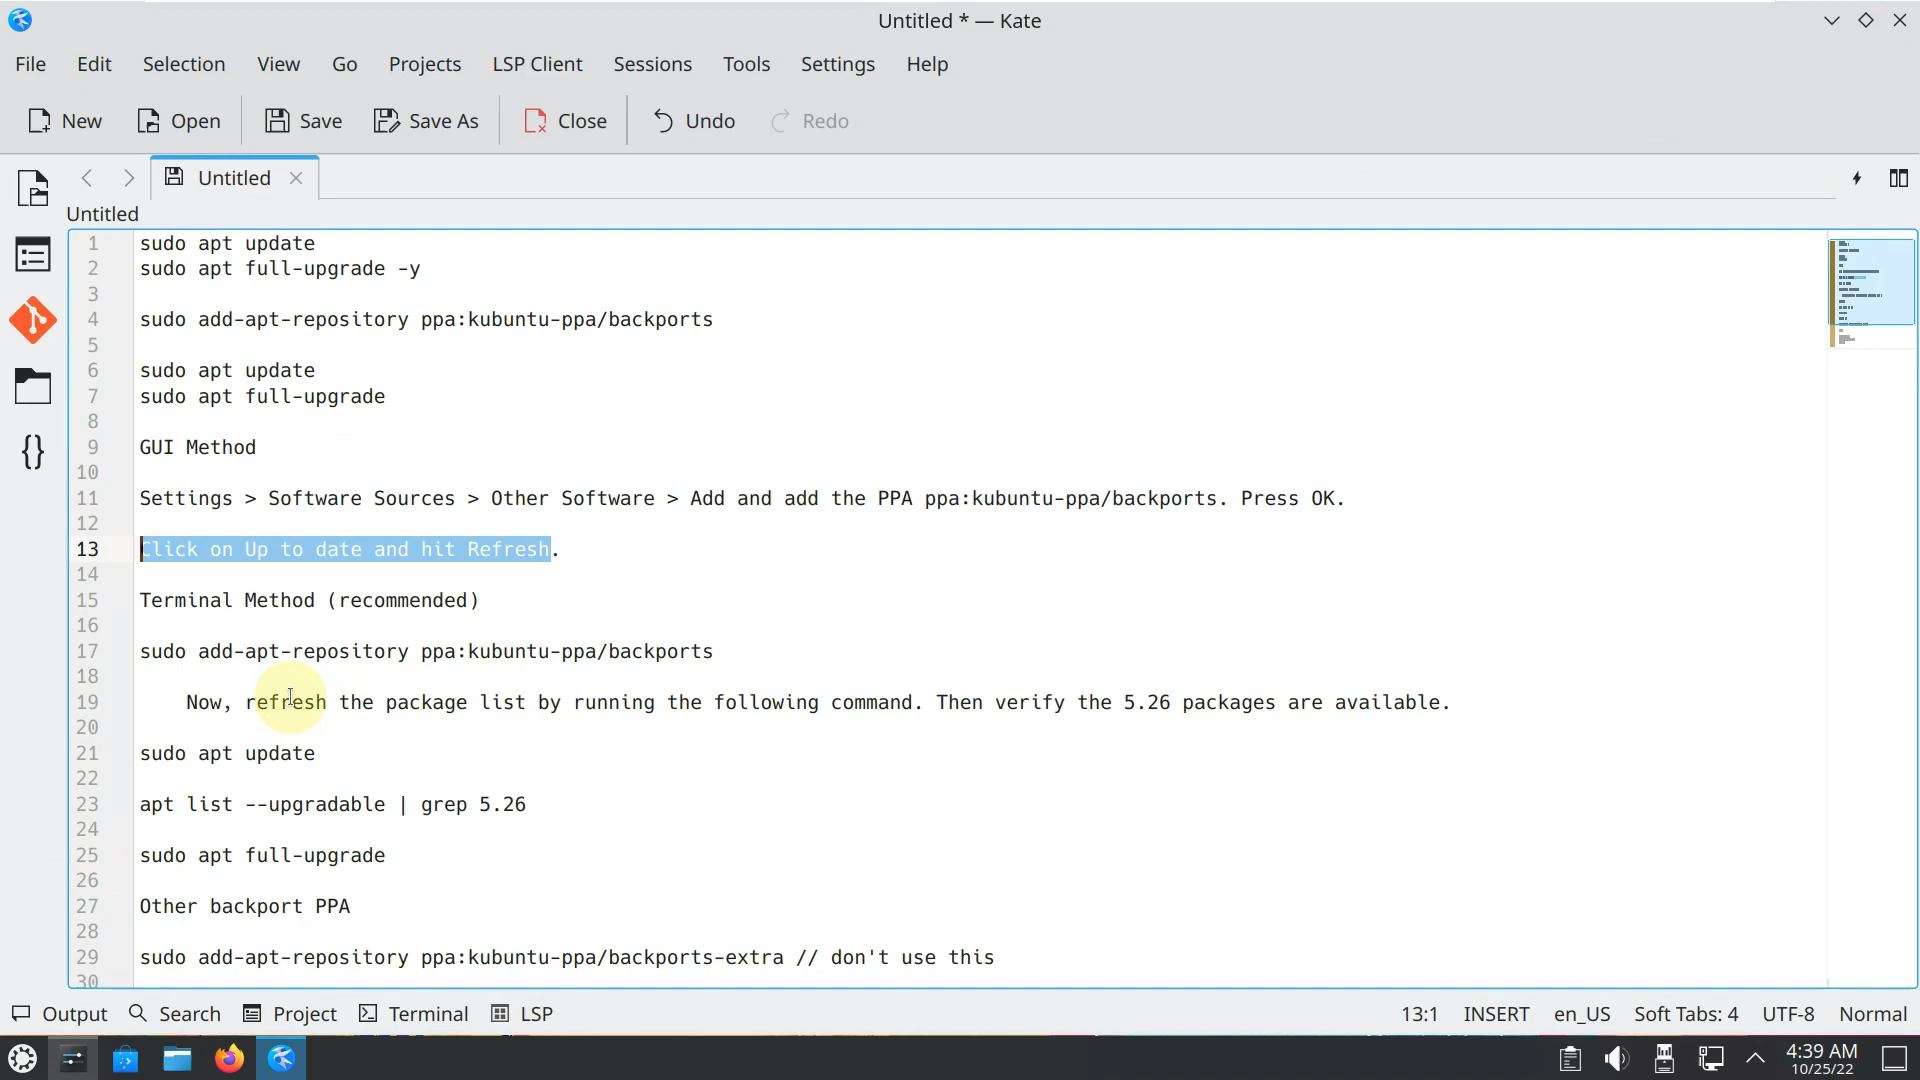 Untitled * — Kate
File Edit Selection View Go Projects LSP Client Sessions Tools Settings Help
New Open Save Save As Close Undo Redo
Untitled
Untitled
1 sudo apt update
2 sudo apt full-upgrade -y
3
4 sudo add-apt-repository ppa:kubuntu-ppa/backports
5
6 sudo apt update
7 sudo apt full-upgrade
8
9 GUI Method
10
11 Settings > Software Sources > Other Software > Add and add the PPA ppa:kubuntu-ppa/backports. Press OK.
12
13 Click on Up to date and hit Refresh.
14
15 Terminal Method (recommended)
16
17 sudo add-apt-repository ppa:kubuntu-ppa/backports
18
19 Now, refresh the package list by running the following command. Then verify the 5.26 packages are available.
20
21 sudo apt update
22
23 apt list --upgradable | grep 5.26
24
25 sudo apt full-upgrade
26
27 Other backport PPA
28
29 sudo add-apt-repository ppa:kubuntu-ppa/backports-extra // don't use this
30
Output Search Project Terminal LSP 13:1 INSERT en_US Soft Tabs: 4 UTF-8 Normal
4:39 AM
10/25/22